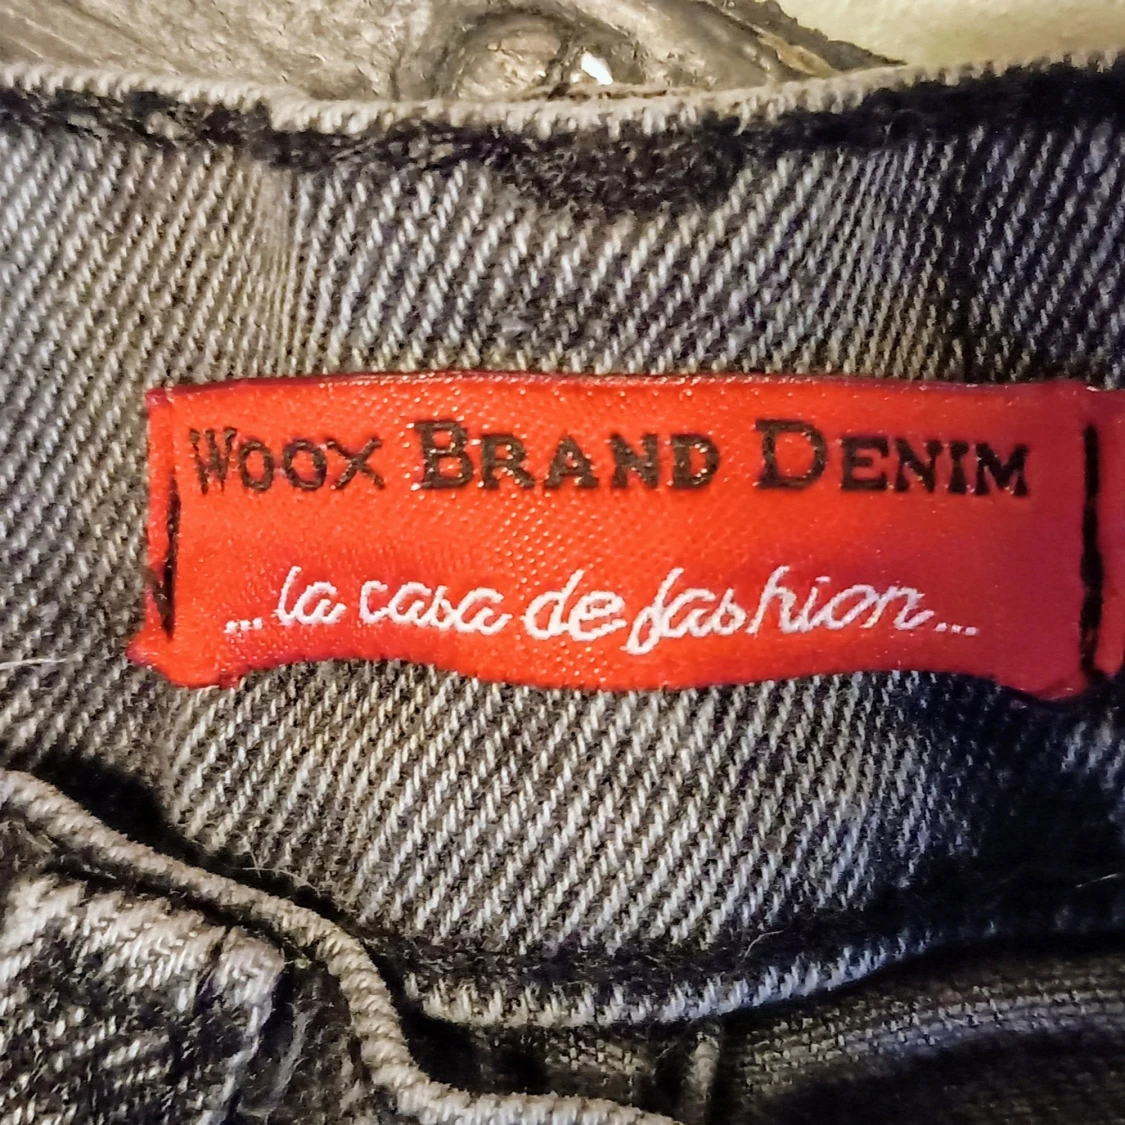 Woox Brand Denim
...la casa de fashion...